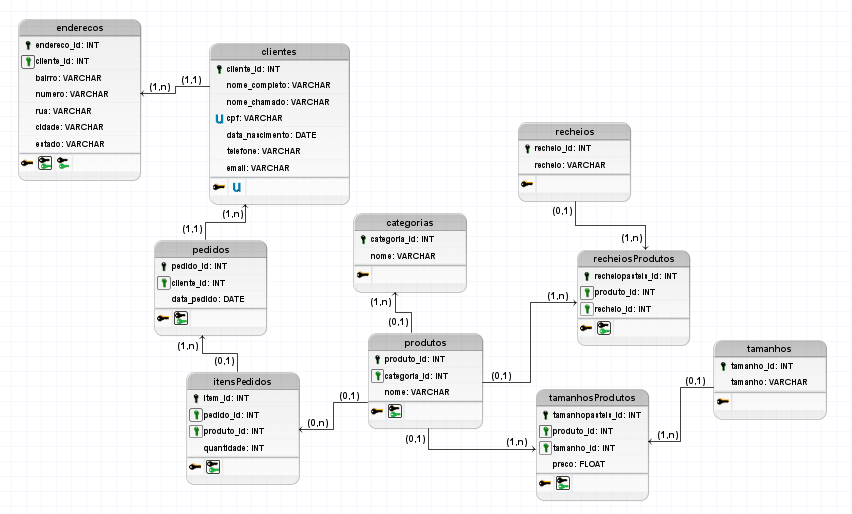 enderecos
endereco_id: INT
cliente_id: INT
bairro: VARCHAR
numero: VARCHAR
rua: VARCHAR
cidade: VARCHAR
estado: VARCHAR
(1,n)
(1,1)
clientes
cliente_id: INT
nome_completo: VARCHAR
nome_chamado: VARCHAR
u cpf: VARCHAR
data_nascimento: DATE
telefone: VARCHAR
email: VARCHAR
u
(1,n)
(1,1)
pedidos
pedido_id: INT
cliente_id: INT
data_pedido: DATE
(1,n)
(0,1)
itensPedidos
item_id: INT
pedido_id: INT
produto_id: INT
quantidade: INT
(0,n)
(0,1)
categorias
categoria_id: INT
nome: VARCHAR
(1,n)
(0,1)
produtos
produto_id: INT
categoria_id: INT
nome: VARCHAR
(0,1)
(1,n)
(0,1)
(1,n)
recheios
recheio_id: INT
recheio: VARCHAR
(0,1)
(1,n)
recheiosProdutos
recheiopasteis_id: INT
produto_id: INT
recheio_id: INT
tamanhosProdutos
tamanhopasteis_id: INT
produto_id: INT
tamanho_id: INT
preco: FLOAT
(1,n)
(0,1)
tamanhos
tamanho_id: INT
tamanho: VARCHAR